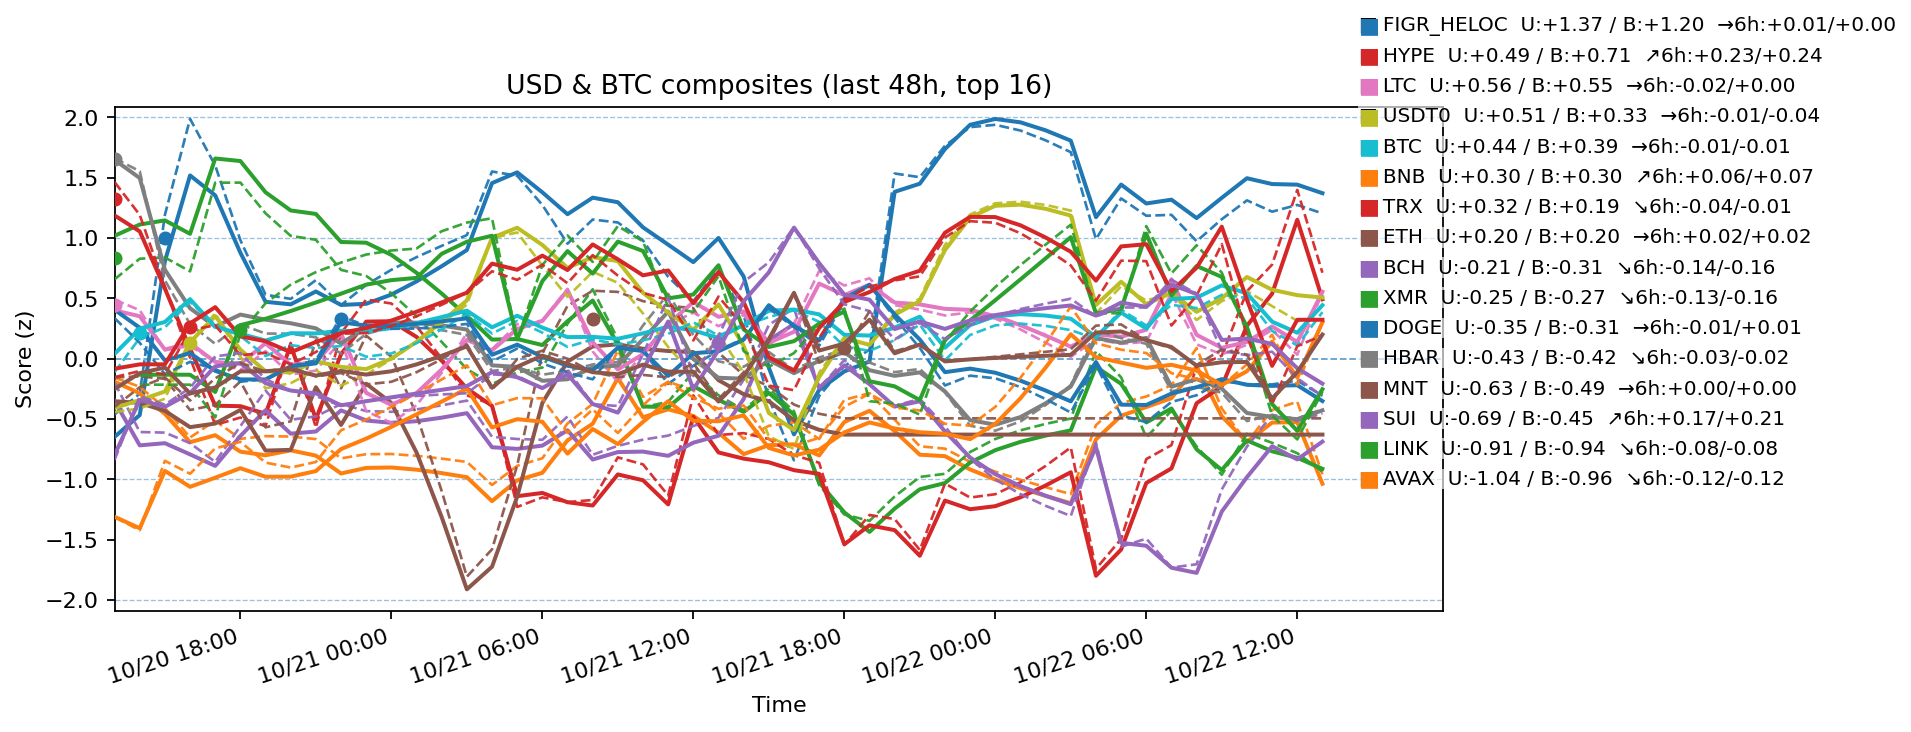 FIGR_HELOC  U:+1.37 / B:+1.20  →6h:+0.01/+0.00
HYPE  U:+0.49 / B:+0.71  ↗6h:+0.23/+0.24
USD & BTC composites (last 48h, top 16)
LTC  U:+0.56 / B:+0.55  →6h:-0.02/+0.00
USDT0  U:+0.51 / B:+0.33  →6h:-0.01/-0.04
BTC  U:+0.44 / B:+0.39  →6h:-0.01/-0.01
BNB  U:+0.30 / B:+0.30  ↗6h:+0.06/+0.07
TRX  U:+0.32 / B:+0.19  ↘6h:-0.04/-0.01
ETH  U:+0.20 / B:+0.20  →6h:+0.02/+0.02
BCH  U:-0.21 / B:-0.31  ↘6h:-0.14/-0.16
XMR  U:-0.25 / B:-0.27  ↘6h:-0.13/-0.16
DOGE  U:-0.35 / B:-0.31  →6h:-0.01/+0.01
HBAR  U:-0.43 / B:-0.42  ↘6h:-0.03/-0.02
MNT  U:-0.63 / B:-0.49  →6h:+0.00/+0.00
SUI  U:-0.69 / B:-0.45  ↗6h:+0.17/+0.21
LINK  U:-0.91 / B:-0.94  ↘6h:-0.08/-0.08
AVAX  U:-1.04 / B:-0.96  ↘6h:-0.12/-0.12
Score (z)
2.0
1.5
1.0
0.5
0.0
−0.5
−1.0
−1.5
−2.0
10/20 18:00
10/21 00:00
10/21 06:00
10/21 12:00
10/21 18:00
10/22 00:00
10/22 06:00
10/22 12:00
Time